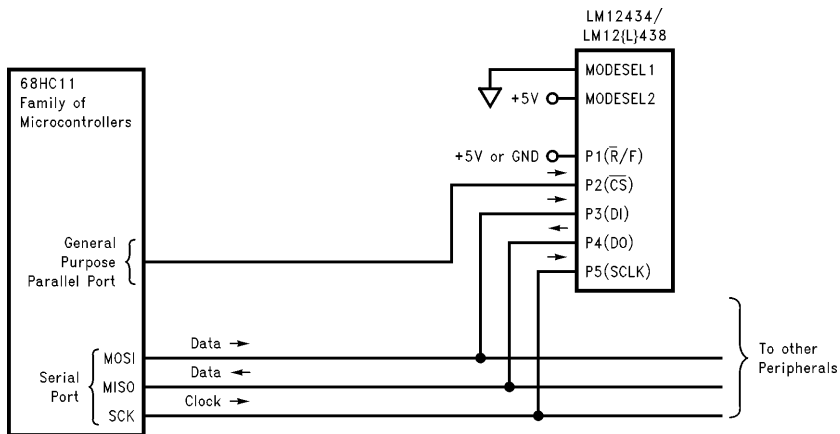 LM12434/
LM12{L}438
68HC11
Family of
Microcontrollers
MODESEL1
+5V
MODESEL2
+5V or GND
P1(R̅/F)
P2(C̅S̅)
P3(DI)
General
Purpose
Parallel Port
P4(DO)
P5(SCLK)
Data
MOSI
Data
Serial
Port
MISO
Clock
SCK
To other
Peripherals